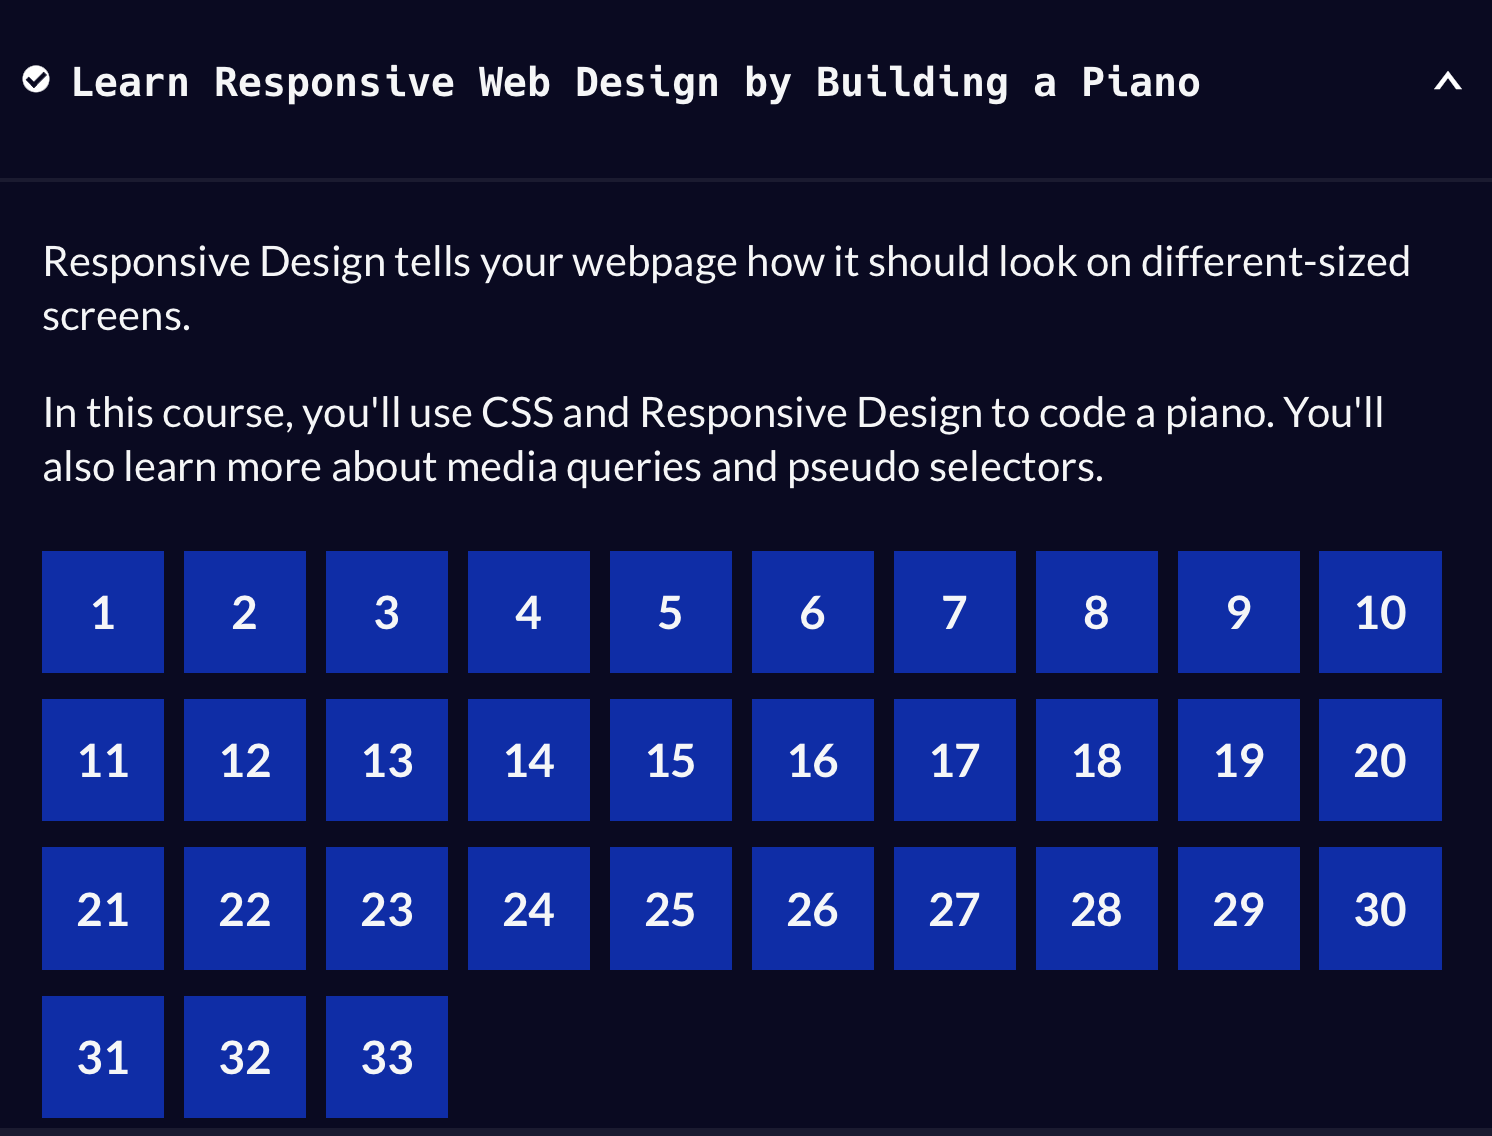 Learn Responsive Web Design by Building a Piano
Responsive Design tells your webpage how it should look on different-sized
screens.
In this course, you'll use CSS and Responsive Design to code a piano. You'll
also learn more about media queries and pseudo selectors.
1 2 3 4 5 6 7 8 9 10
11 12 13 14 15 16 17 18 19 20
21 22 23 24 25 26 27 28 29 30
31 32 33